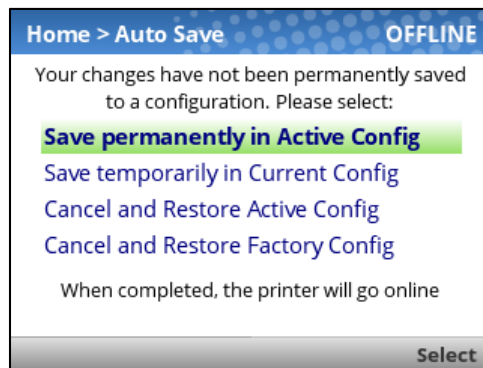 Home > Auto Save OFFLINE
Your changes have not been permanently saved
to a configuration. Please select:
Save permanently in Active Config
Save temporarily in Current Config
Cancel and Restore Active Config
Cancel and Restore Factory Config
When completed, the printer will go online
Select